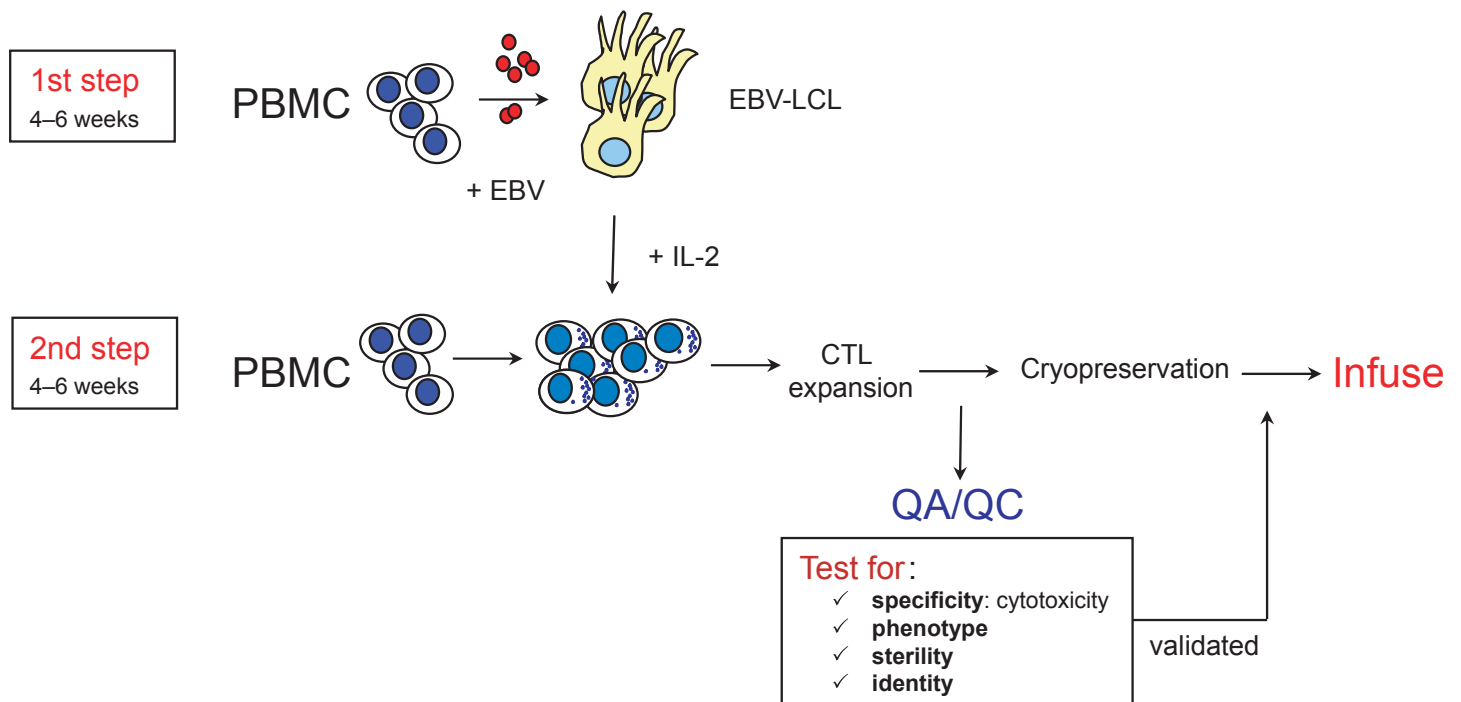 1st step
4–6 weeks
PBMC
EBV-LCL
+ EBV
+ IL-2
2nd step
4–6 weeks
PBMC
CTL
expansion
Cryopreservation
Infuse
QA/QC
Test for:
✓ specificity: cytotoxicity
✓ phenotype
✓ sterility
✓ identity
validated